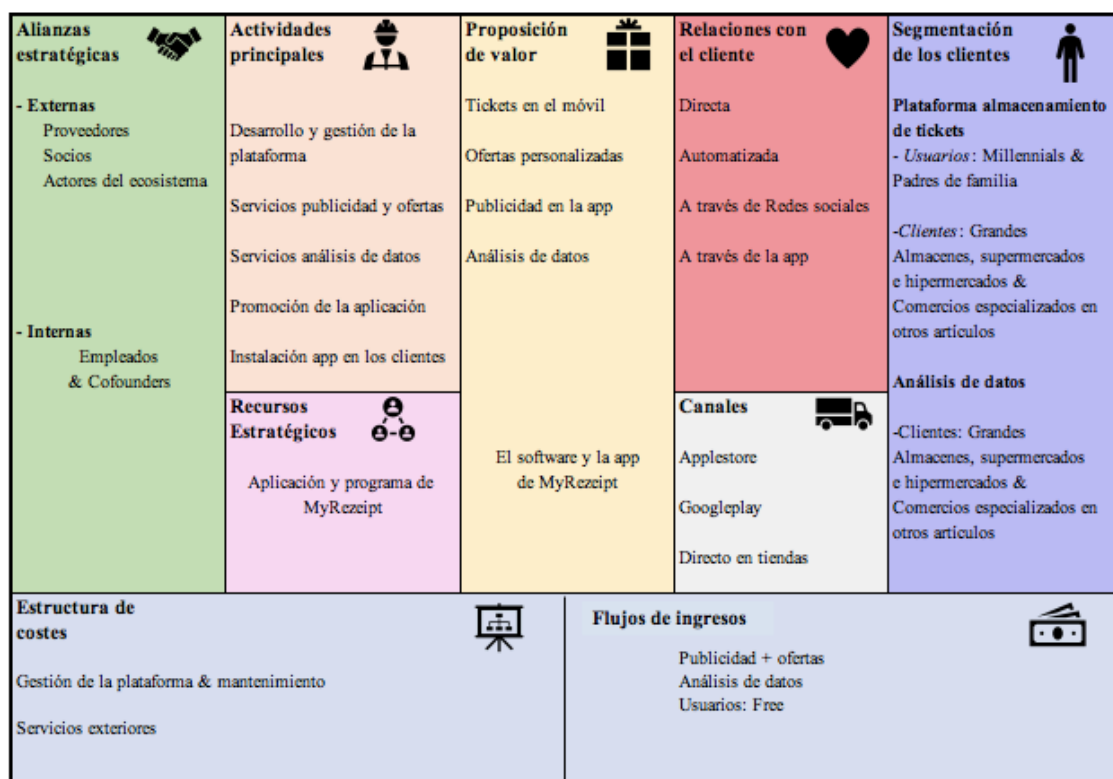 Alianzas
estratégicas
- Externas
Proveedores
Socios
Actores del ecosistema
- Internas
Empleados
& Cofounders
Actividades
principales
Desarrollo y gestión de la
plataforma
Servicios publicidad y ofertas
Servicios análisis de datos
Promoción de la aplicación
Instalación app en los clientes
Recursos
Estratégicos
Aplicación y programa de
MyRezeipt
Proposición
de valor
Tickets en el móvil
Ofertas personalizadas
Publicidad en la app
Análisis de datos
El software y la app
de MyRezeipt
Relaciones con
el cliente
Directa
Automatizada
A través de Redes sociales
A través de la app
Canales
Applestore
Googleplay
Directo en tiendas
Segmentación
de los clientes
Plataforma almacenamiento
de tickets
- Usuarios: Millennials &
Padres de familia
-Clientes: Grandes
Almacenes, supermercados
e hipermercados &
Comercios especializados en
otros artículos
Análisis de datos
-Clientes: Grandes
Almacenes, supermercados
e hipermercados &
Comercios especializados en
otros artículos
Estructura de
costes
Gestión de la plataforma & mantenimiento
Servicios exteriores
Flujos de ingresos
Publicidad + ofertas
Análisis de datos
Usuarios: Free